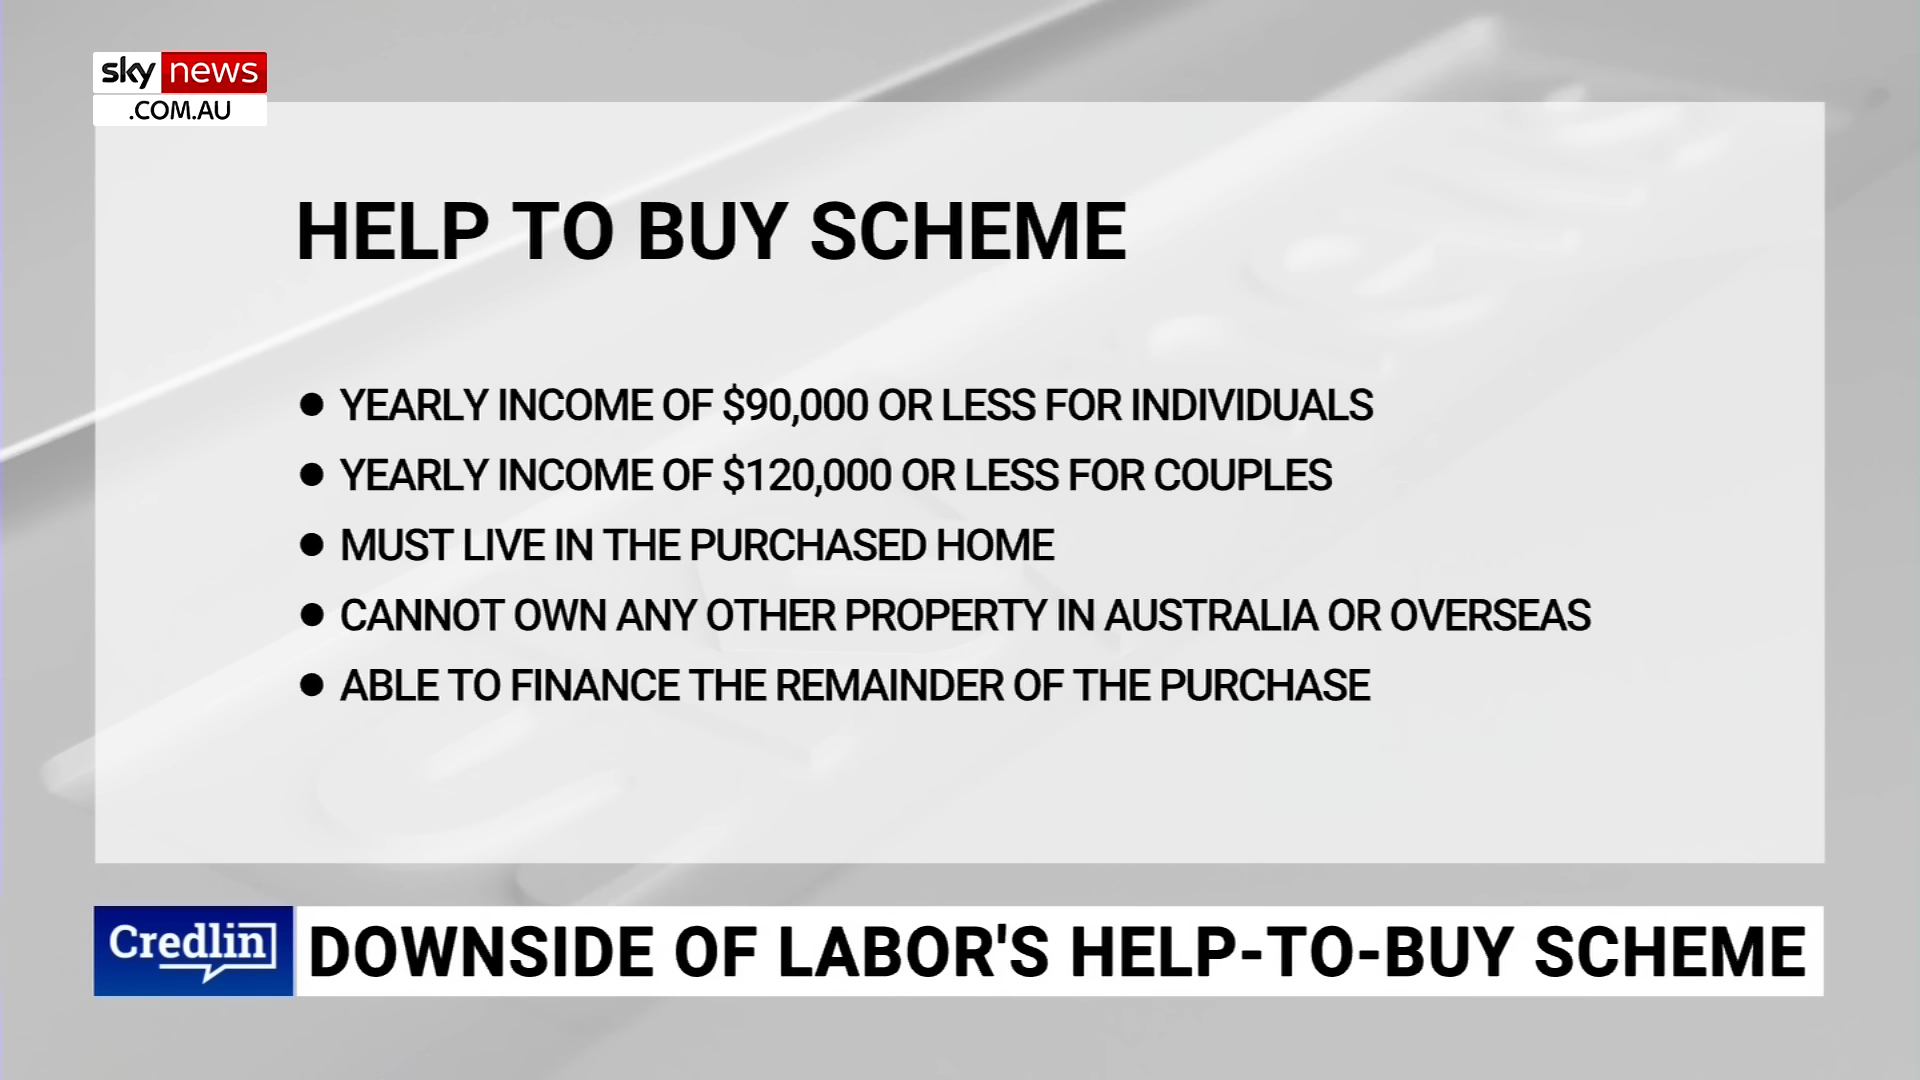 sky news
.COM.AU
HELP TO BUY SCHEME
● YEARLY INCOME OF $90,000 OR LESS FOR INDIVIDUALS
● YEARLY INCOME OF $120,000 OR LESS FOR COUPLES
● MUST LIVE IN THE PURCHASED HOME
● CANNOT OWN ANY OTHER PROPERTY IN AUSTRALIA OR OVERSEAS
● ABLE TO FINANCE THE REMAINDER OF THE PURCHASE
Credlin
DOWNSIDE OF LABOR'S HELP-TO-BUY SCHEME